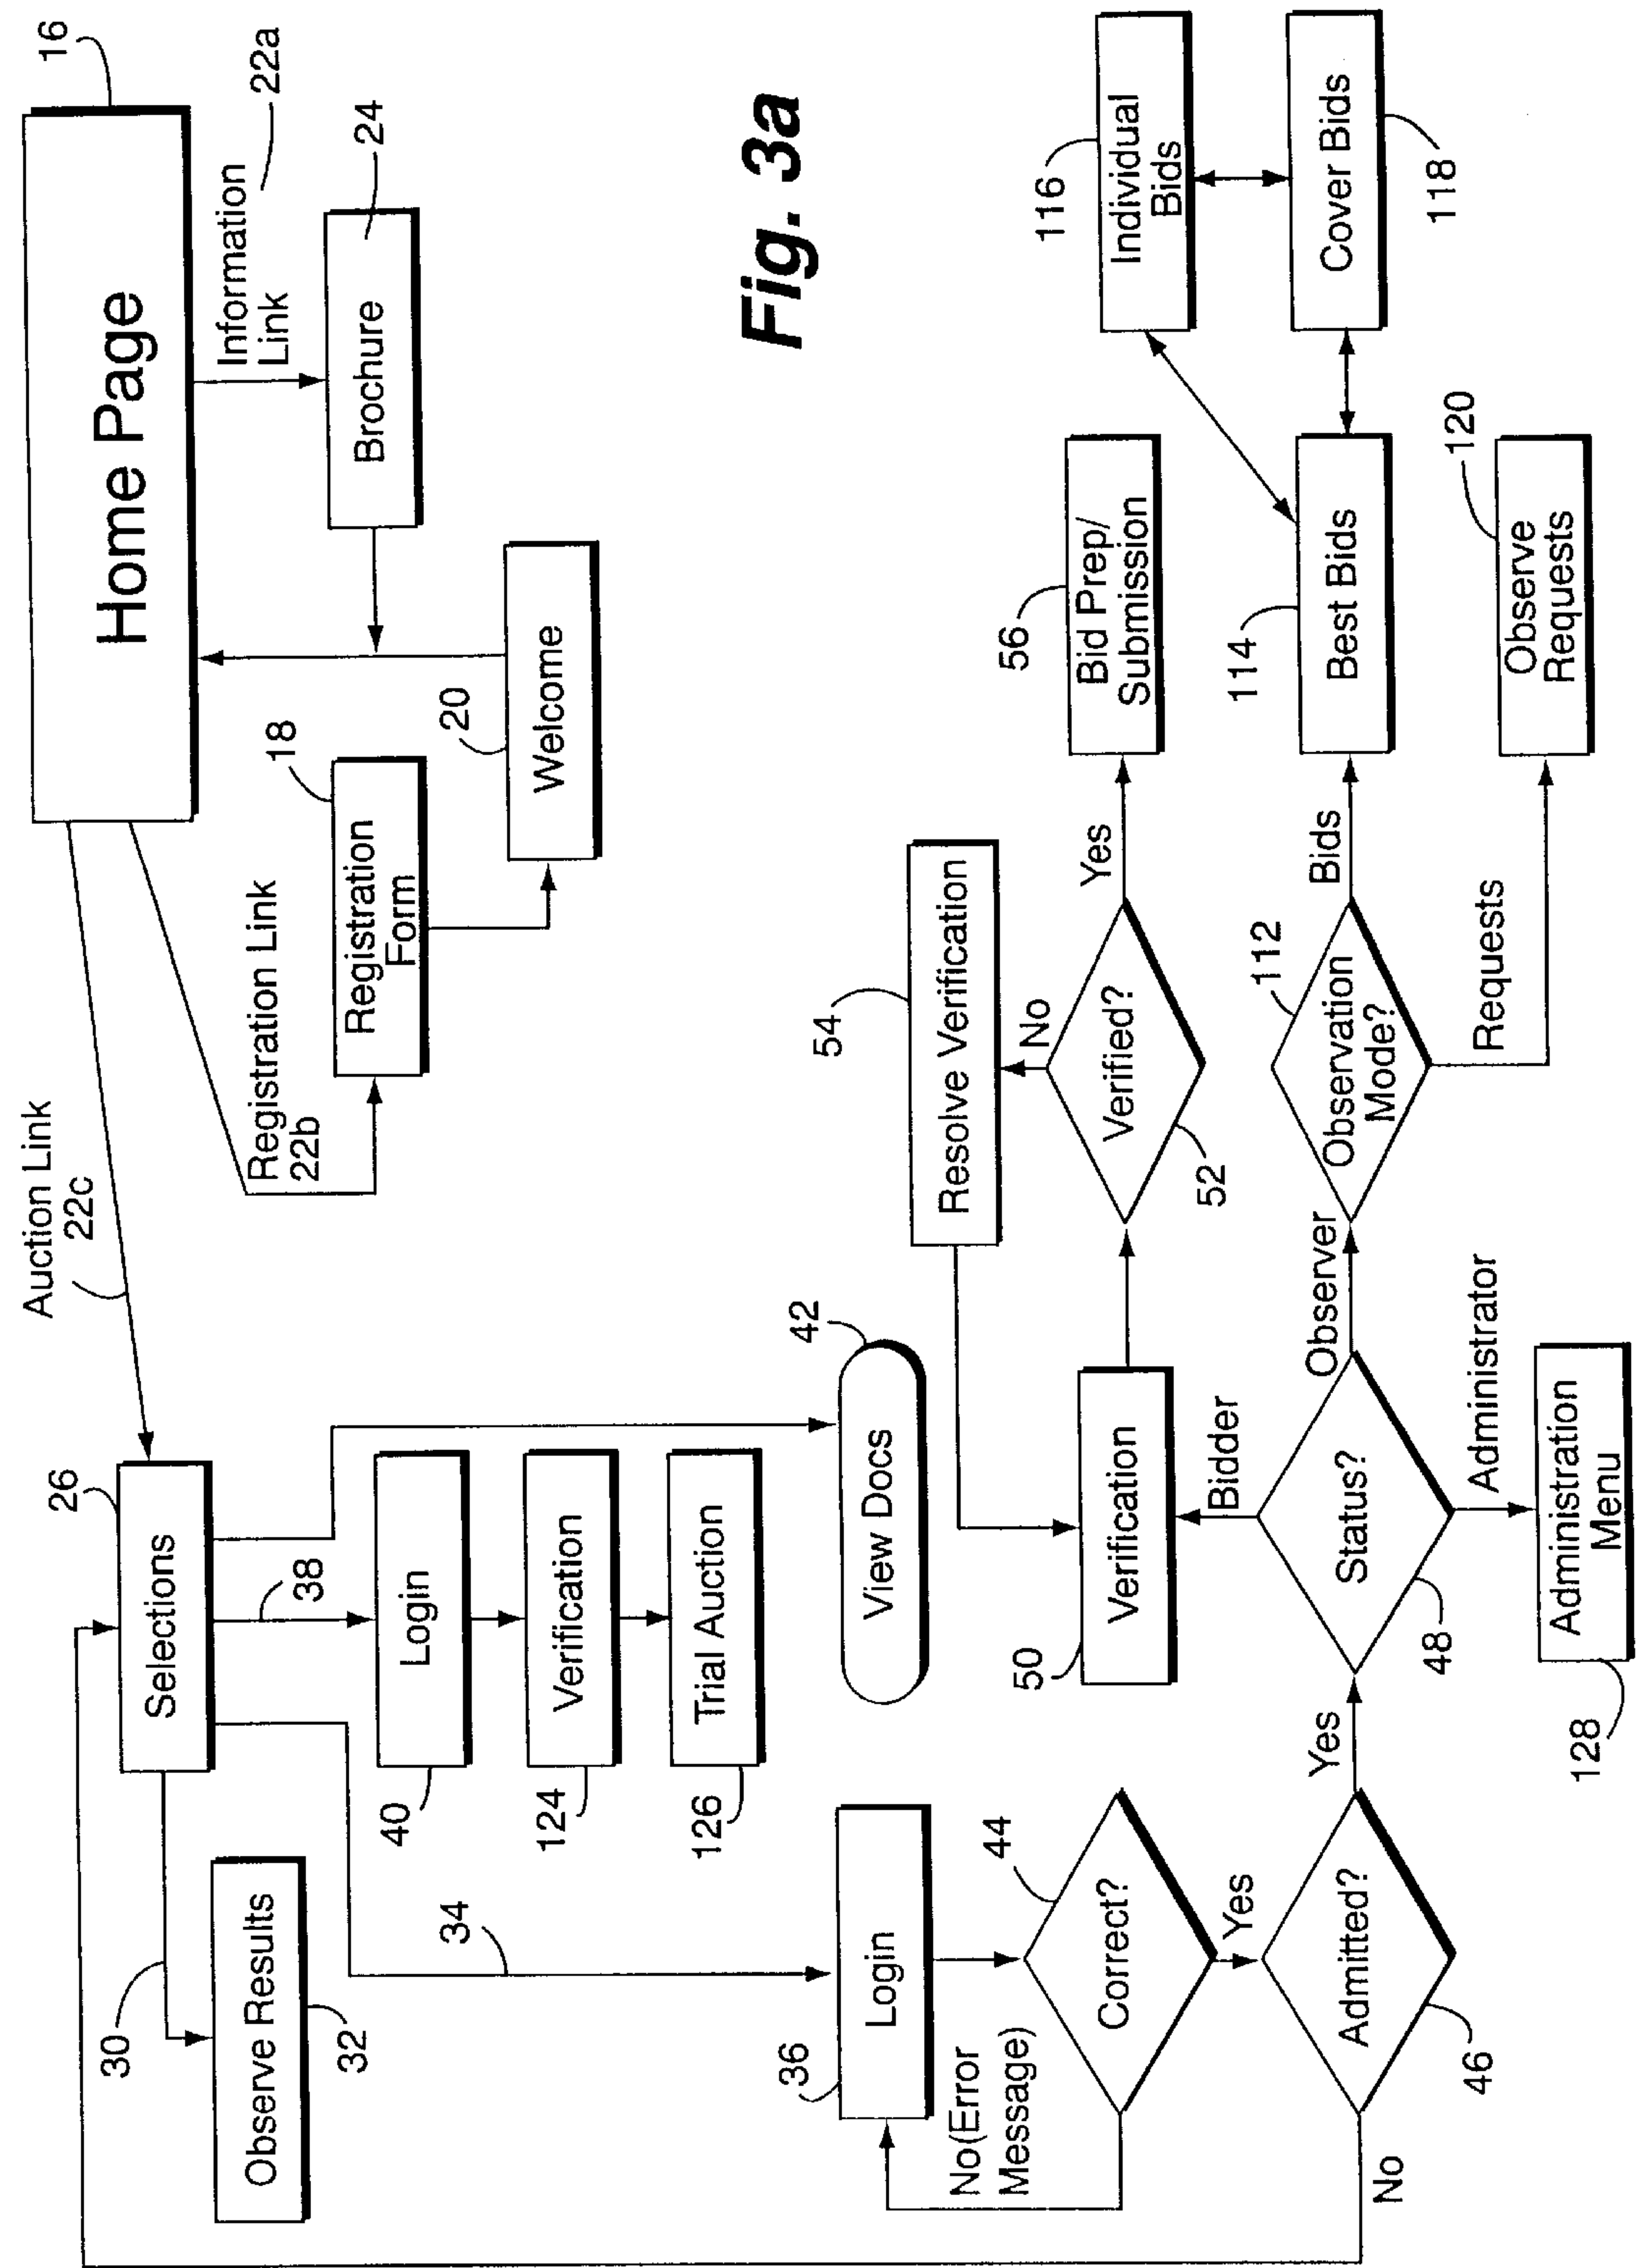 Home Page
16
Information
Link
22a
Brochure
24
Welcome
20
Registration
Form
18
Registration Link
22b
Auction Link
22c
Selections
26
30
Observe Results
32
34
38
Login
40
Verification
124
Trial Auction
126
View Docs
42
Login
36
No(Error
Message)
Correct?
44
Yes
Admitted?
46
No
Yes
Status?
48
Bidder
Observer
Administrator
Administration
Menu
128
Verification
50
Verified?
52
No
Resolve Verification
54
Yes
Bid Prep/
Submission
56
Observation
Mode?
112
Bids
Requests
Best Bids
114
Observe
Requests
120
Individual
Bids
116
Cover Bids
118
Fig. 3a